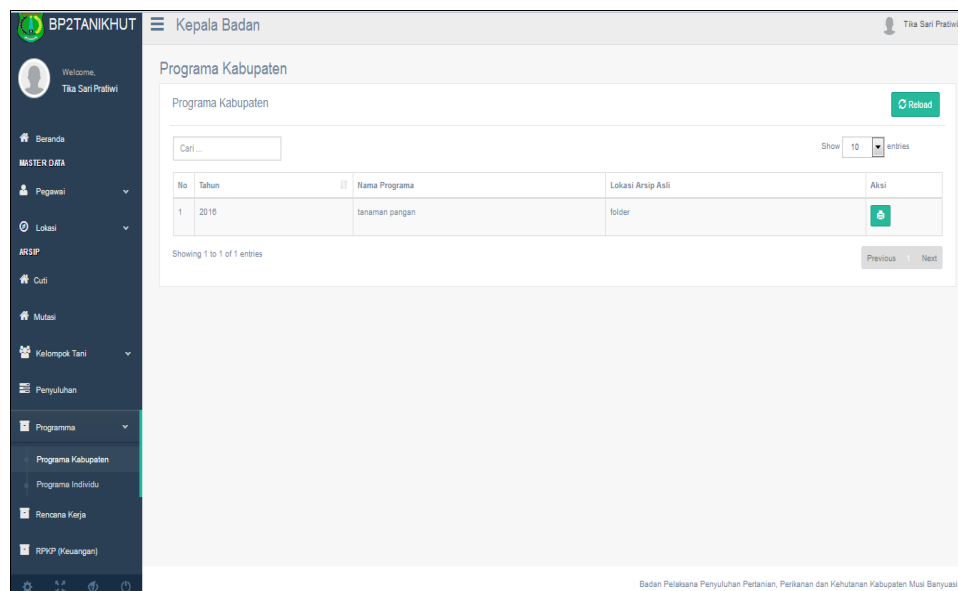 BP2TANIKHUT
Kepala Badan
Tika Sari Pratiwi
Welcome,
Tika Sari Pratiwi
Beranda
MASTER DATA
Pegawai
Lokasi
ARSIP
Cuti
Mutasi
Kelompok Tani
Penyuluhan
Programma
Programa Kabupaten
Programa Individu
Rencana Kerja
RPKP (Keuangan)
Programa Kabupaten
Programa Kabupaten
Reload
Cari ...
Show 10 entries
No Tahun Nama Programa Lokasi Arsip Asli Aksi
1 2016 tanaman pangan folder
Showing 1 to 1 of 1 entries
Previous 1 Next
Badan Pelaksana Penyuluhan Pertanian, Perikanan dan Kehutanan Kabupaten Musi Banyuasi